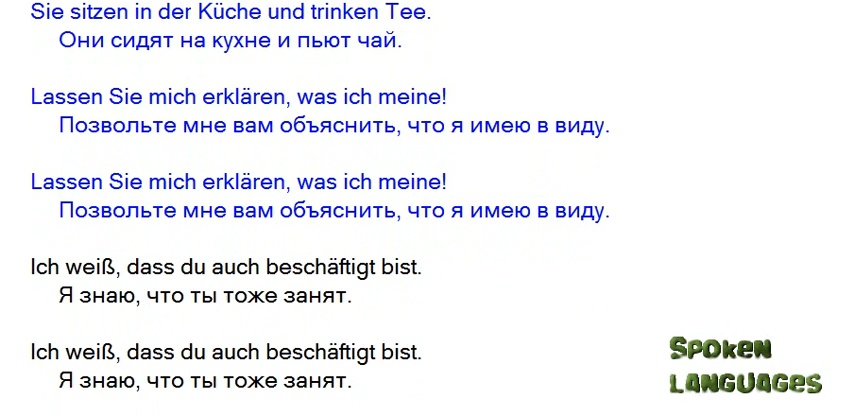 Sie sitzen in der Küche und trinken Tee.
Они сидят на кухне и пьют чай.
Lassen Sie mich erklären, was ich meine!
Позвольте мне вам объяснить, что я имею в виду.
Lassen Sie mich erklären, was ich meine!
Позвольте мне вам объяснить, что я имею в виду.
Ich weiß, dass du auch beschäftigt bist.
Я знаю, что ты тоже занят.
Ich weiß, dass du auch beschäftigt bist.
Я знаю, что ты тоже занят.
Spoken
Languages